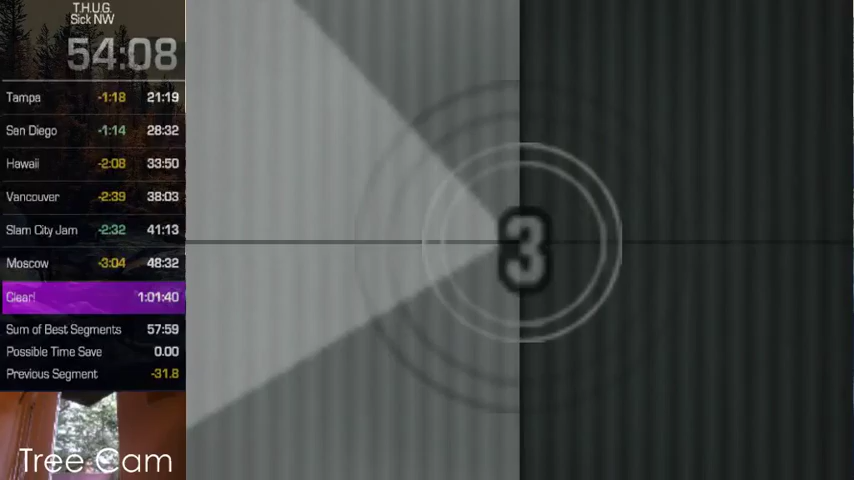 T.H.U.G.
Sick NW
54:08
Tampa -1:18 21:19
San Diego -1:14 28:32
Hawaii -2:08 33:50
Vancouver -2:39 38:03
Slam City Jam -2:32 41:13
Moscow -3:04 48:32
Clear! 1:01:40
Sum of Best Segments 57:59
Possible Time Save 0.00
Previous Segment -31.8
3
Tree Cam